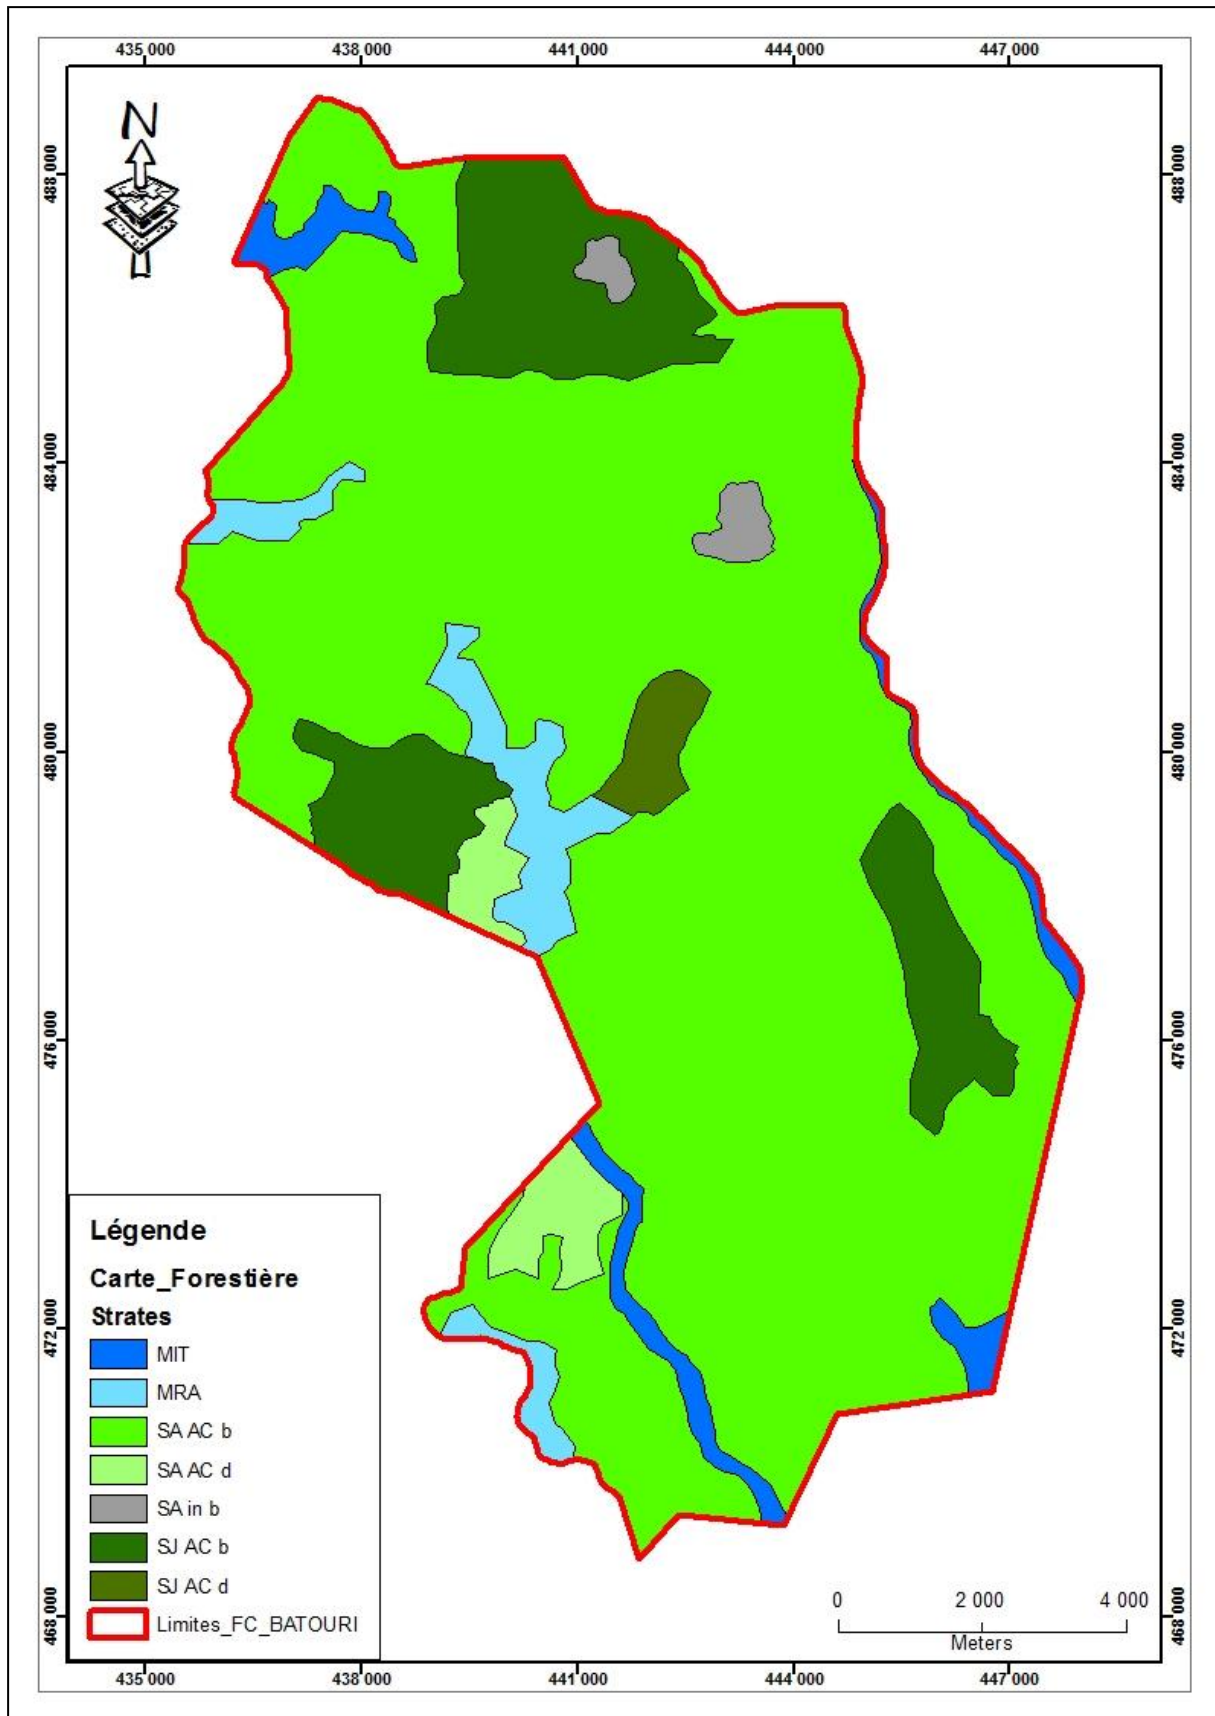 435 000 438 000 441 000 444 000 447 000
N
488 000 488 000
484 000 484 000
480 000 480 000
476 000 476 000
472 000 472 000
468 000 468 000
Légende
Carte_Forestière
Strates
MIT
MRA
SA AC b
SA AC d
SA in b
SJ AC b
SJ AC d
Limites_FC_BATOURI
0 2 000 4 000
Meters
435 000 438 000 441 000 444 000 447 000